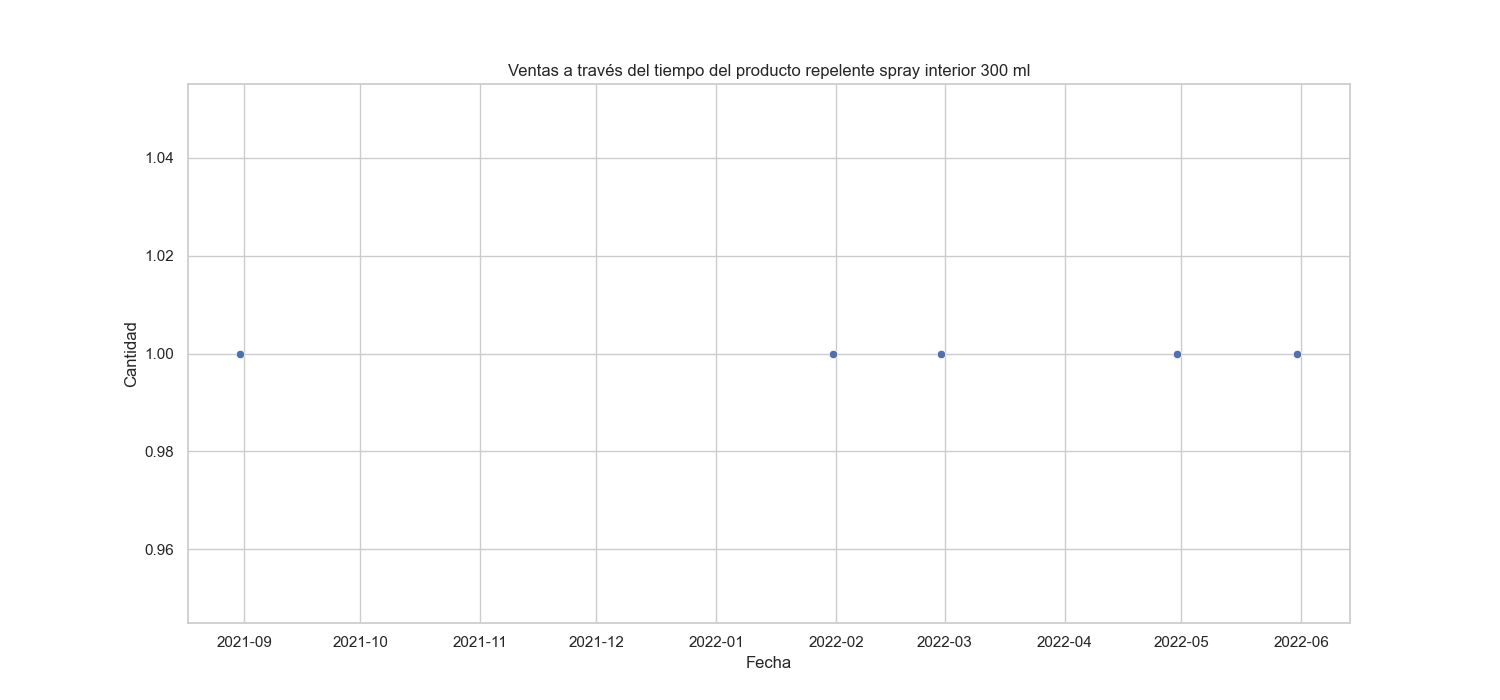 Ventas a través del tiempo del producto repelente spray interior 300 ml
1.04
1.02
1.00
0.98
0.96
Cantidad
2021-09 2021-10 2021-11 2021-12 2022-01 2022-02 2022-03 2022-04 2022-05 2022-06
Fecha